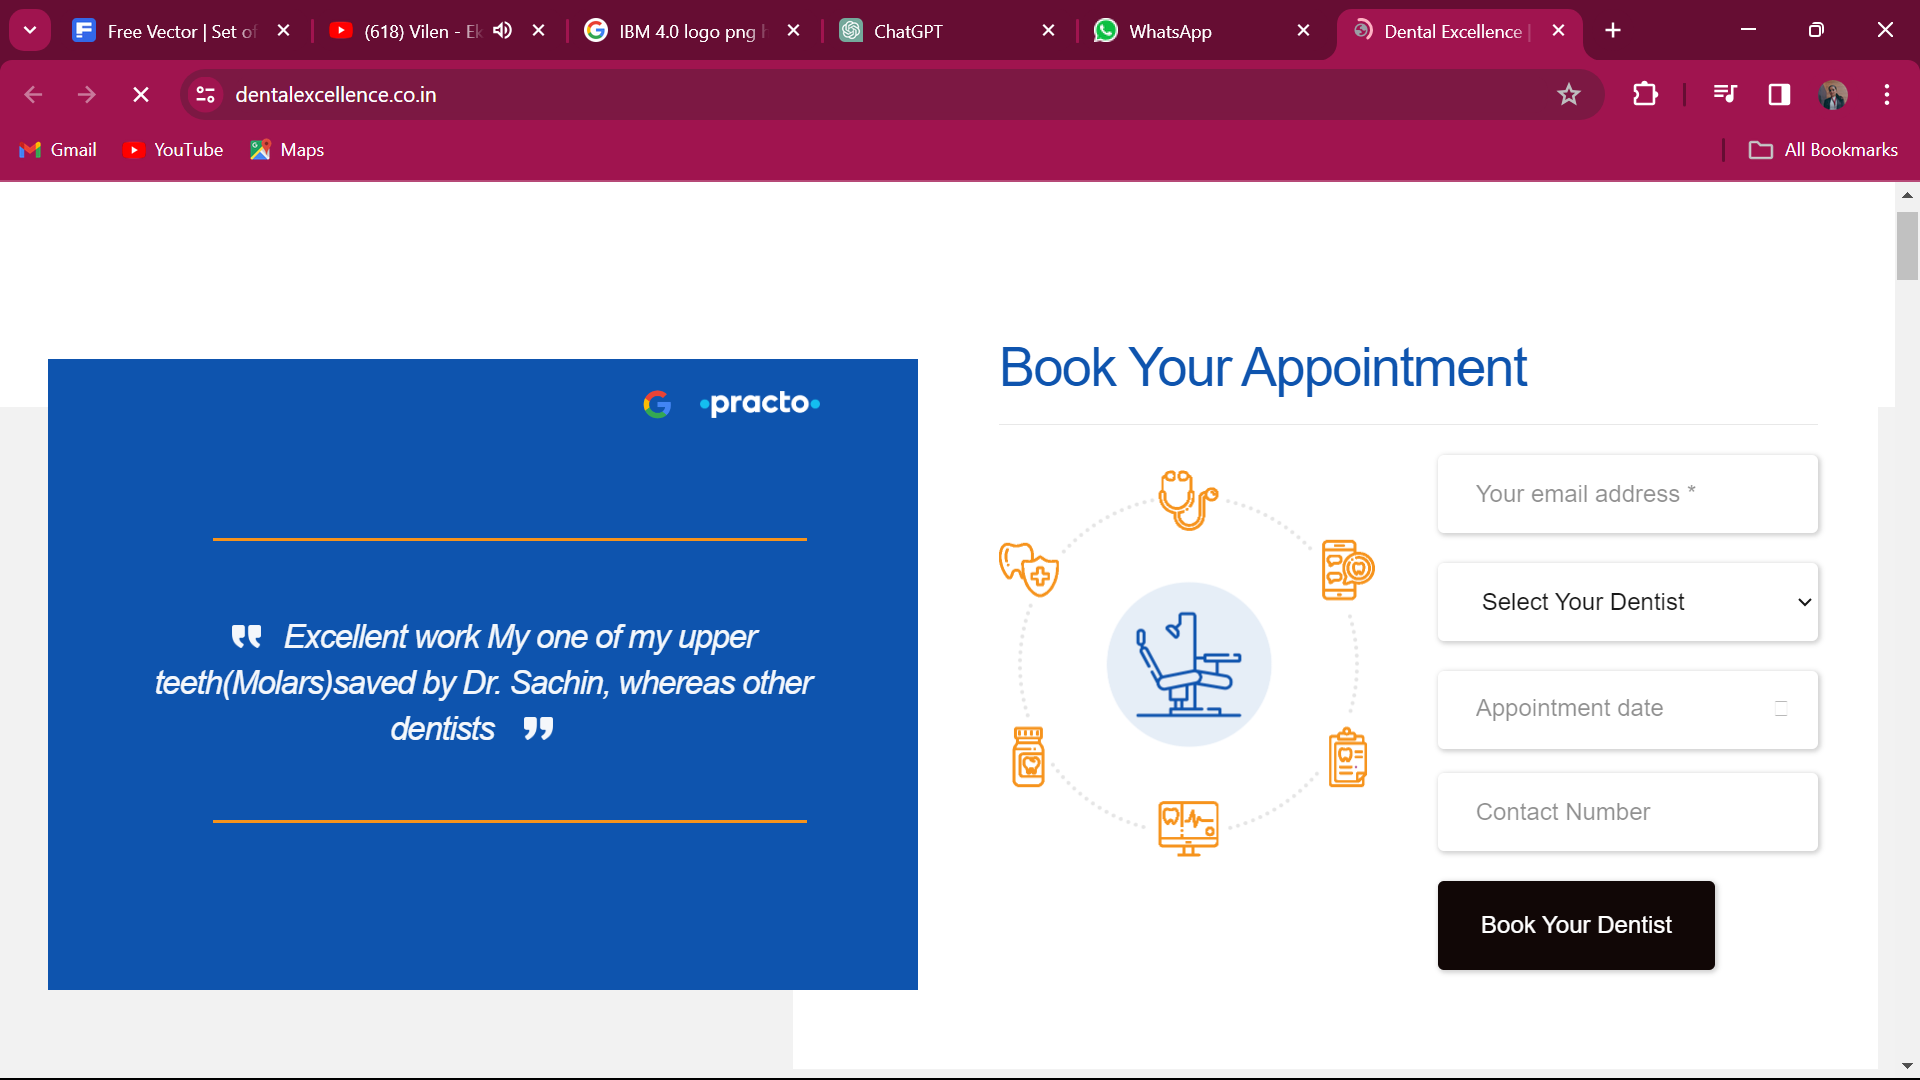 Free Vector | Set of
(618) Vilen - Ek
IBM 4.0 logo png h
ChatGPT
WhatsApp
Dental Excellence |
dentalexcellence.co.in
Gmail
YouTube
Maps
All Bookmarks
G
practo
Excellent work My one of my upper
teeth(Molars)saved by Dr. Sachin, whereas other
dentists
Book Your Appointment
Your email address *
Select Your Dentist
Appointment date
Contact Number
Book Your Dentist